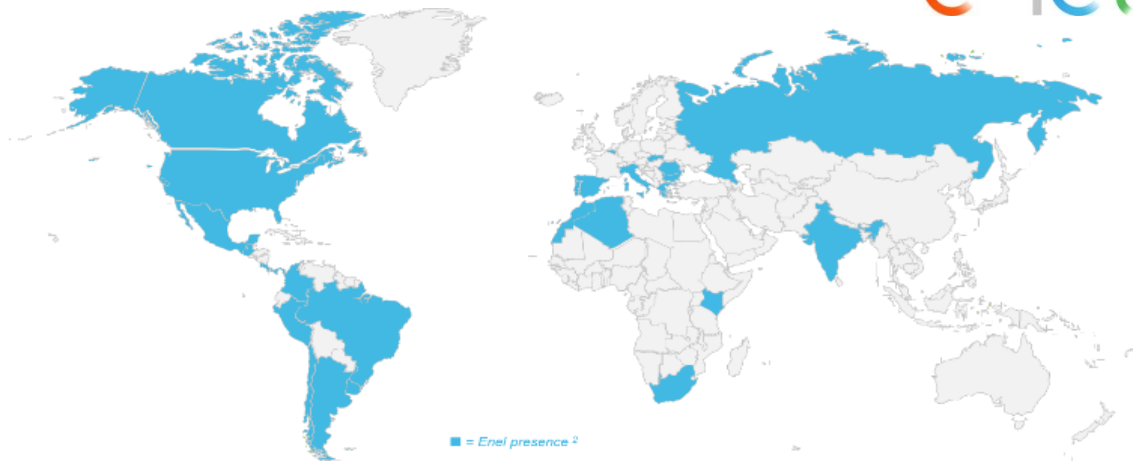 = Enel presence ²